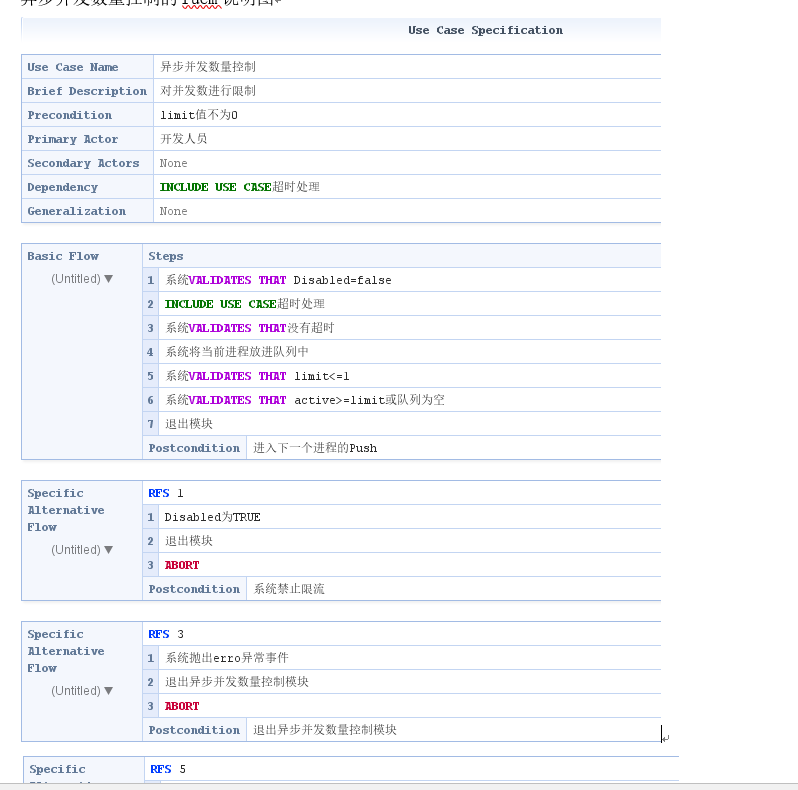 异步并发数量控制的rucm说明图
Use Case Specification
Use Case Name 异步并发数量控制
Brief Description 对并发数进行限制
Precondition limit值不为0
Primary Actor 开发人员
Secondary Actors None
Dependency INCLUDE USE CASE超时处理
Generalization None
Basic Flow Steps
(Untitled) ▼
1 系统VALIDATES THAT Disabled=false
2 INCLUDE USE CASE超时处理
3 系统VALIDATES THAT没有超时
4 系统将当前进程放进队列中
5 系统VALIDATES THAT limit<=1
6 系统VALIDATES THAT active>=limit或队列为空
7 退出模块
Postcondition 进入下一个进程的Push
Specific
Alternative
Flow
(Untitled) ▼
RFS 1
1 Disabled为TRUE
2 退出模块
3 ABORT
Postcondition 系统禁止限流
Specific
Alternative
Flow
(Untitled) ▼
RFS 3
1 系统抛出erro异常事件
2 退出异步并发数量控制模块
3 ABORT
Postcondition 退出异步并发数量控制模块
Specific
RFS 5